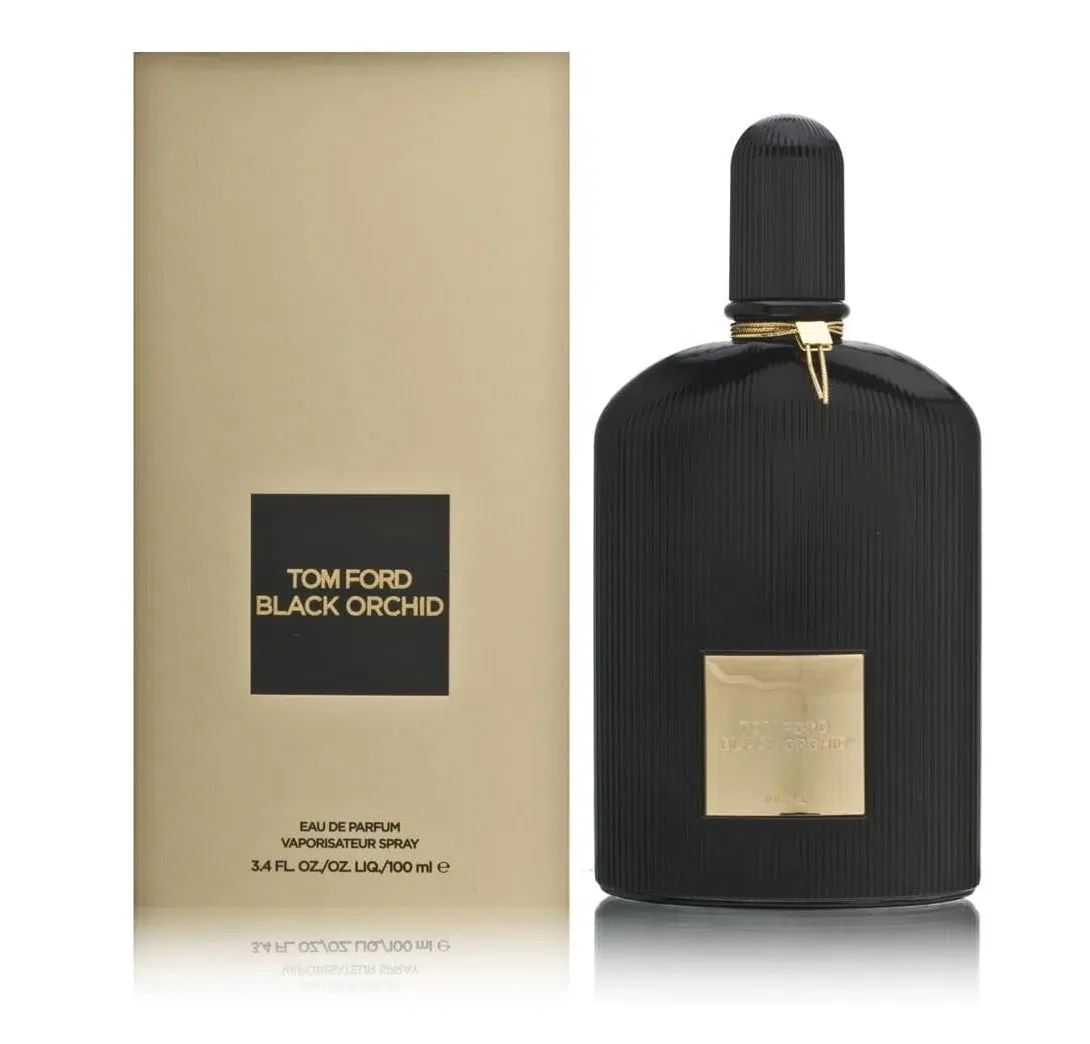 TOM FORD
BLACK ORCHID
EAU DE PARFUM
VAPORISATEUR SPRAY
3.4 FL. OZ./OZ. LIQ./100 ml ℮
TOM FORD
BLACK ORCHID